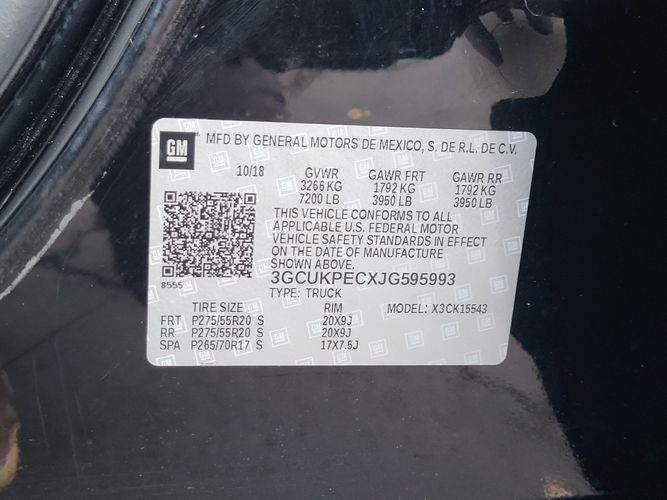 GM MFD BY GENERAL MOTORS DE MEXICO, S. DE R.L. DE C.V.
10/18 GVWR GAWR FRT GAWR RR
3266 KG 1792 KG 1792 KG
7200 LB 3950 LB 3950 LB
THIS VEHICLE CONFORMS TO ALL
APPLICABLE U.S. FEDERAL MOTOR
VEHICLE SAFETY STANDARDS IN EFFECT
ON THE DATE OF MANUFACTURE
SHOWN ABOVE.
8555
3GCUKPECXJG595993
TYPE: TRUCK
TIRE SIZE RIM MODEL: X3CK15543
FRT P275/55R20 S 20X9J
RR P275/55R20 S 20X9J
SPA P265/70R17 S 17X7.5J